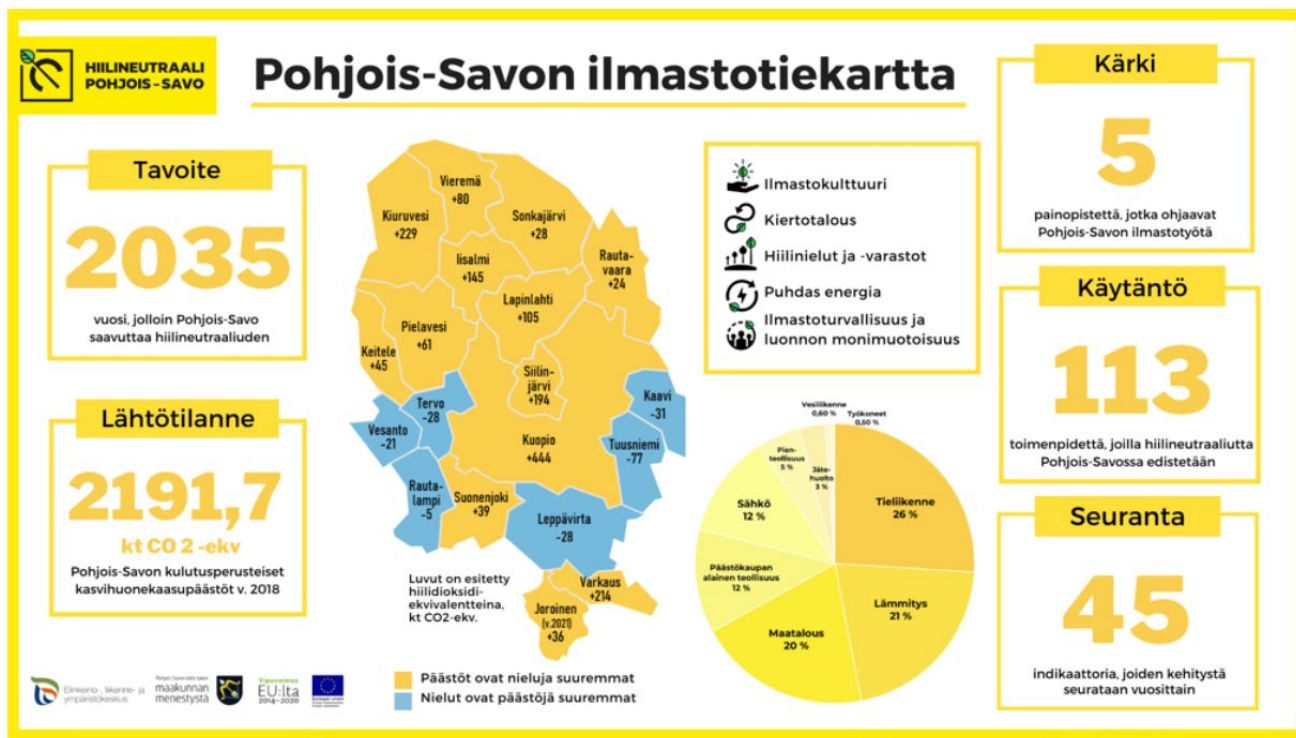 HIILINEUTRAALI
POHJOIS-SAVO
Pohjois-Savon ilmastotiekartta
Tavoite
2035
vuosi, jolloin Pohjois-Savo
saavuttaa hiilineutraaliuden
Lähtötilanne
2191,7
kt CO 2 -ekv
Pohjois-Savon kulutusperusteiset
kasvihuonekaasupäästöt v. 2018
Vieremä
+80
Kiuruvesi
+229
Sonkajärvi
+28
Iisalmi
+145
Rauta-
vaara
+24
Lapinlahti
+105
Pielavesi
+61
Keitele
+45
Siilin-
järvi
+194
Kaavi
-31
Tervo
-28
Vesanto
-21
Kuopio
+444
Tuusniemi
-77
Rauta-
lampi
-5
Suonenjoki
+39
Leppävirta
-28
Varkaus
+214
Joroinen
(v.2021)
+36
Luvut on esitetty
hiilidioksidi-
ekvivalentteina,
kt CO2-ekv.
Päästöt ovat nieluja suuremmat
Nielut ovat päästöjä suuremmat
Ilmastokulttuuri
Kiertotalous
Hiilinielut ja -varastot
Puhdas energia
Ilmastoturvallisuus ja
luonnon monimuotoisuus
Vesiliikenne
0,60 %
Työkoneet
0,50 %
Pien-
teollisuus
5 %
Jäte-
huolto
3 %
Tieliikenne
26 %
Sähkö
12 %
Päästökaupan
alainen teollisuus
12 %
Lämmitys
21 %
Maatalous
20 %
Kärki
5
painopistettä, jotka ohjaavat
Pohjois-Savon ilmastotyötä
Käytäntö
113
toimenpidettä, joilla hiilineutraaliutta
Pohjois-Savossa edistetään
Seuranta
45
indikaattoria, joiden kehitystä
seurataan vuosittain
Elinkeino-, liikenne- ja
ympäristökeskus
maakunnan
menestystä
Vipuvoimaa
EU:lta
2014–2020